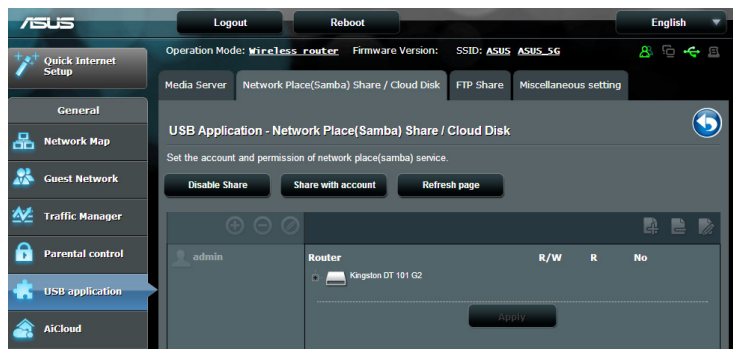 ASUS
Logout Reboot English
Quick Internet
Setup
Operation Mode: Wireless router Firmware Version: SSID: ASUS ASUS_5G
Media Server Network Place(Samba) Share / Cloud Disk FTP Share Miscellaneous setting
General
Network Map
Guest Network
Traffic Manager
Parental control
USB application
AiCloud
USB Application - Network Place(Samba) Share / Cloud Disk
Set the account and permission of network place(samba) service.
Disable Share Share with account Refresh page
admin Router R/W R No
Kingston DT 101 G2
Apply